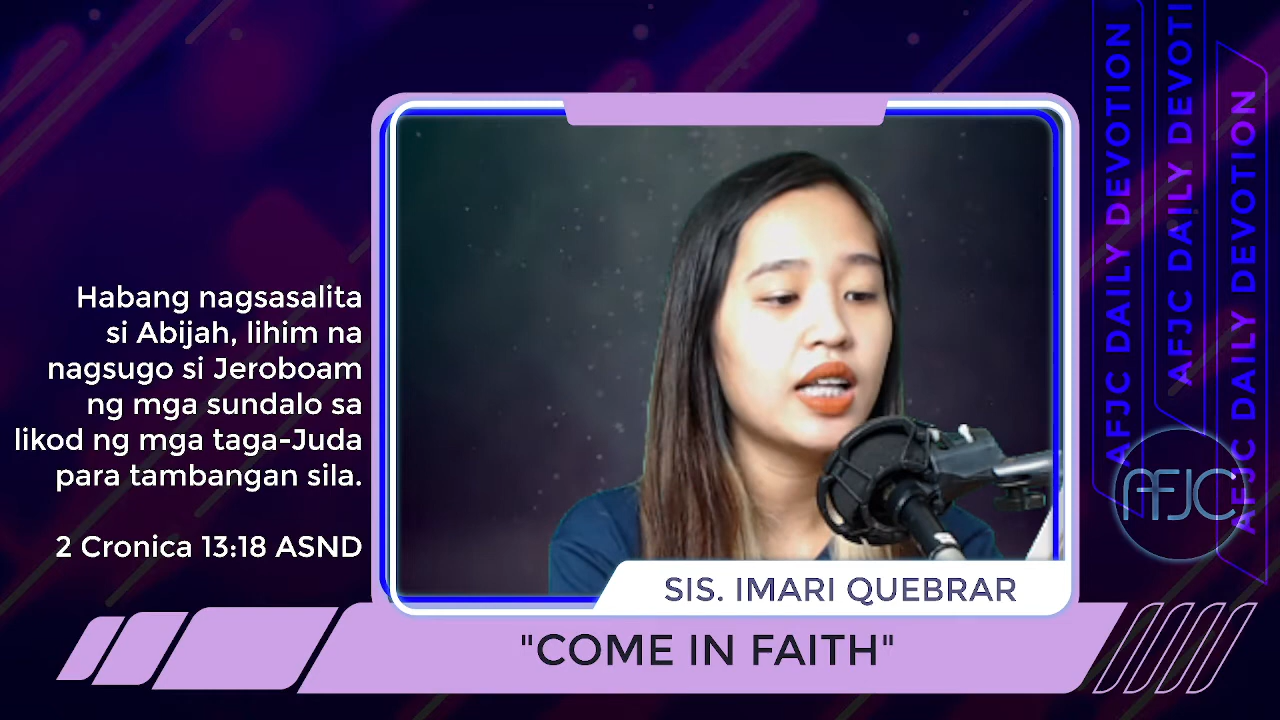 Habang nagsasalita
si Abijah, lihim na
nagsugo si Jeroboam
ng mga sundalo sa
likod ng mga taga-Juda
para tambangan sila.
2 Cronica 13:18 ASND
SIS. IMARI QUEBRAR
"COME IN FAITH"
AFJC DAILY DEVOTION
AFJC DAILY DEVOTI
AFJC DAILY DEVOTION
AFJC